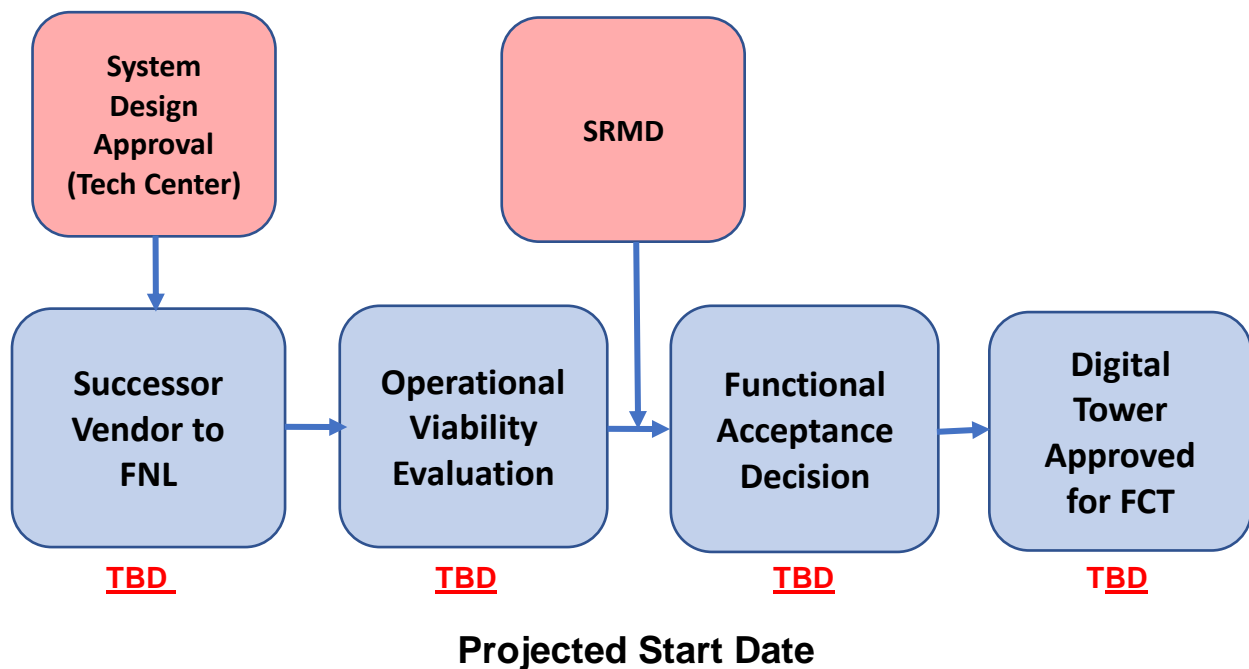 System
Design
Approval
(Tech Center)
SRMD
Successor
Vendor to
FNL
Operational
Viability
Evaluation
Functional
Acceptance
Decision
Digital
Tower
Approved
for FCT
TBD
TBD
TBD
TBD
Projected Start Date